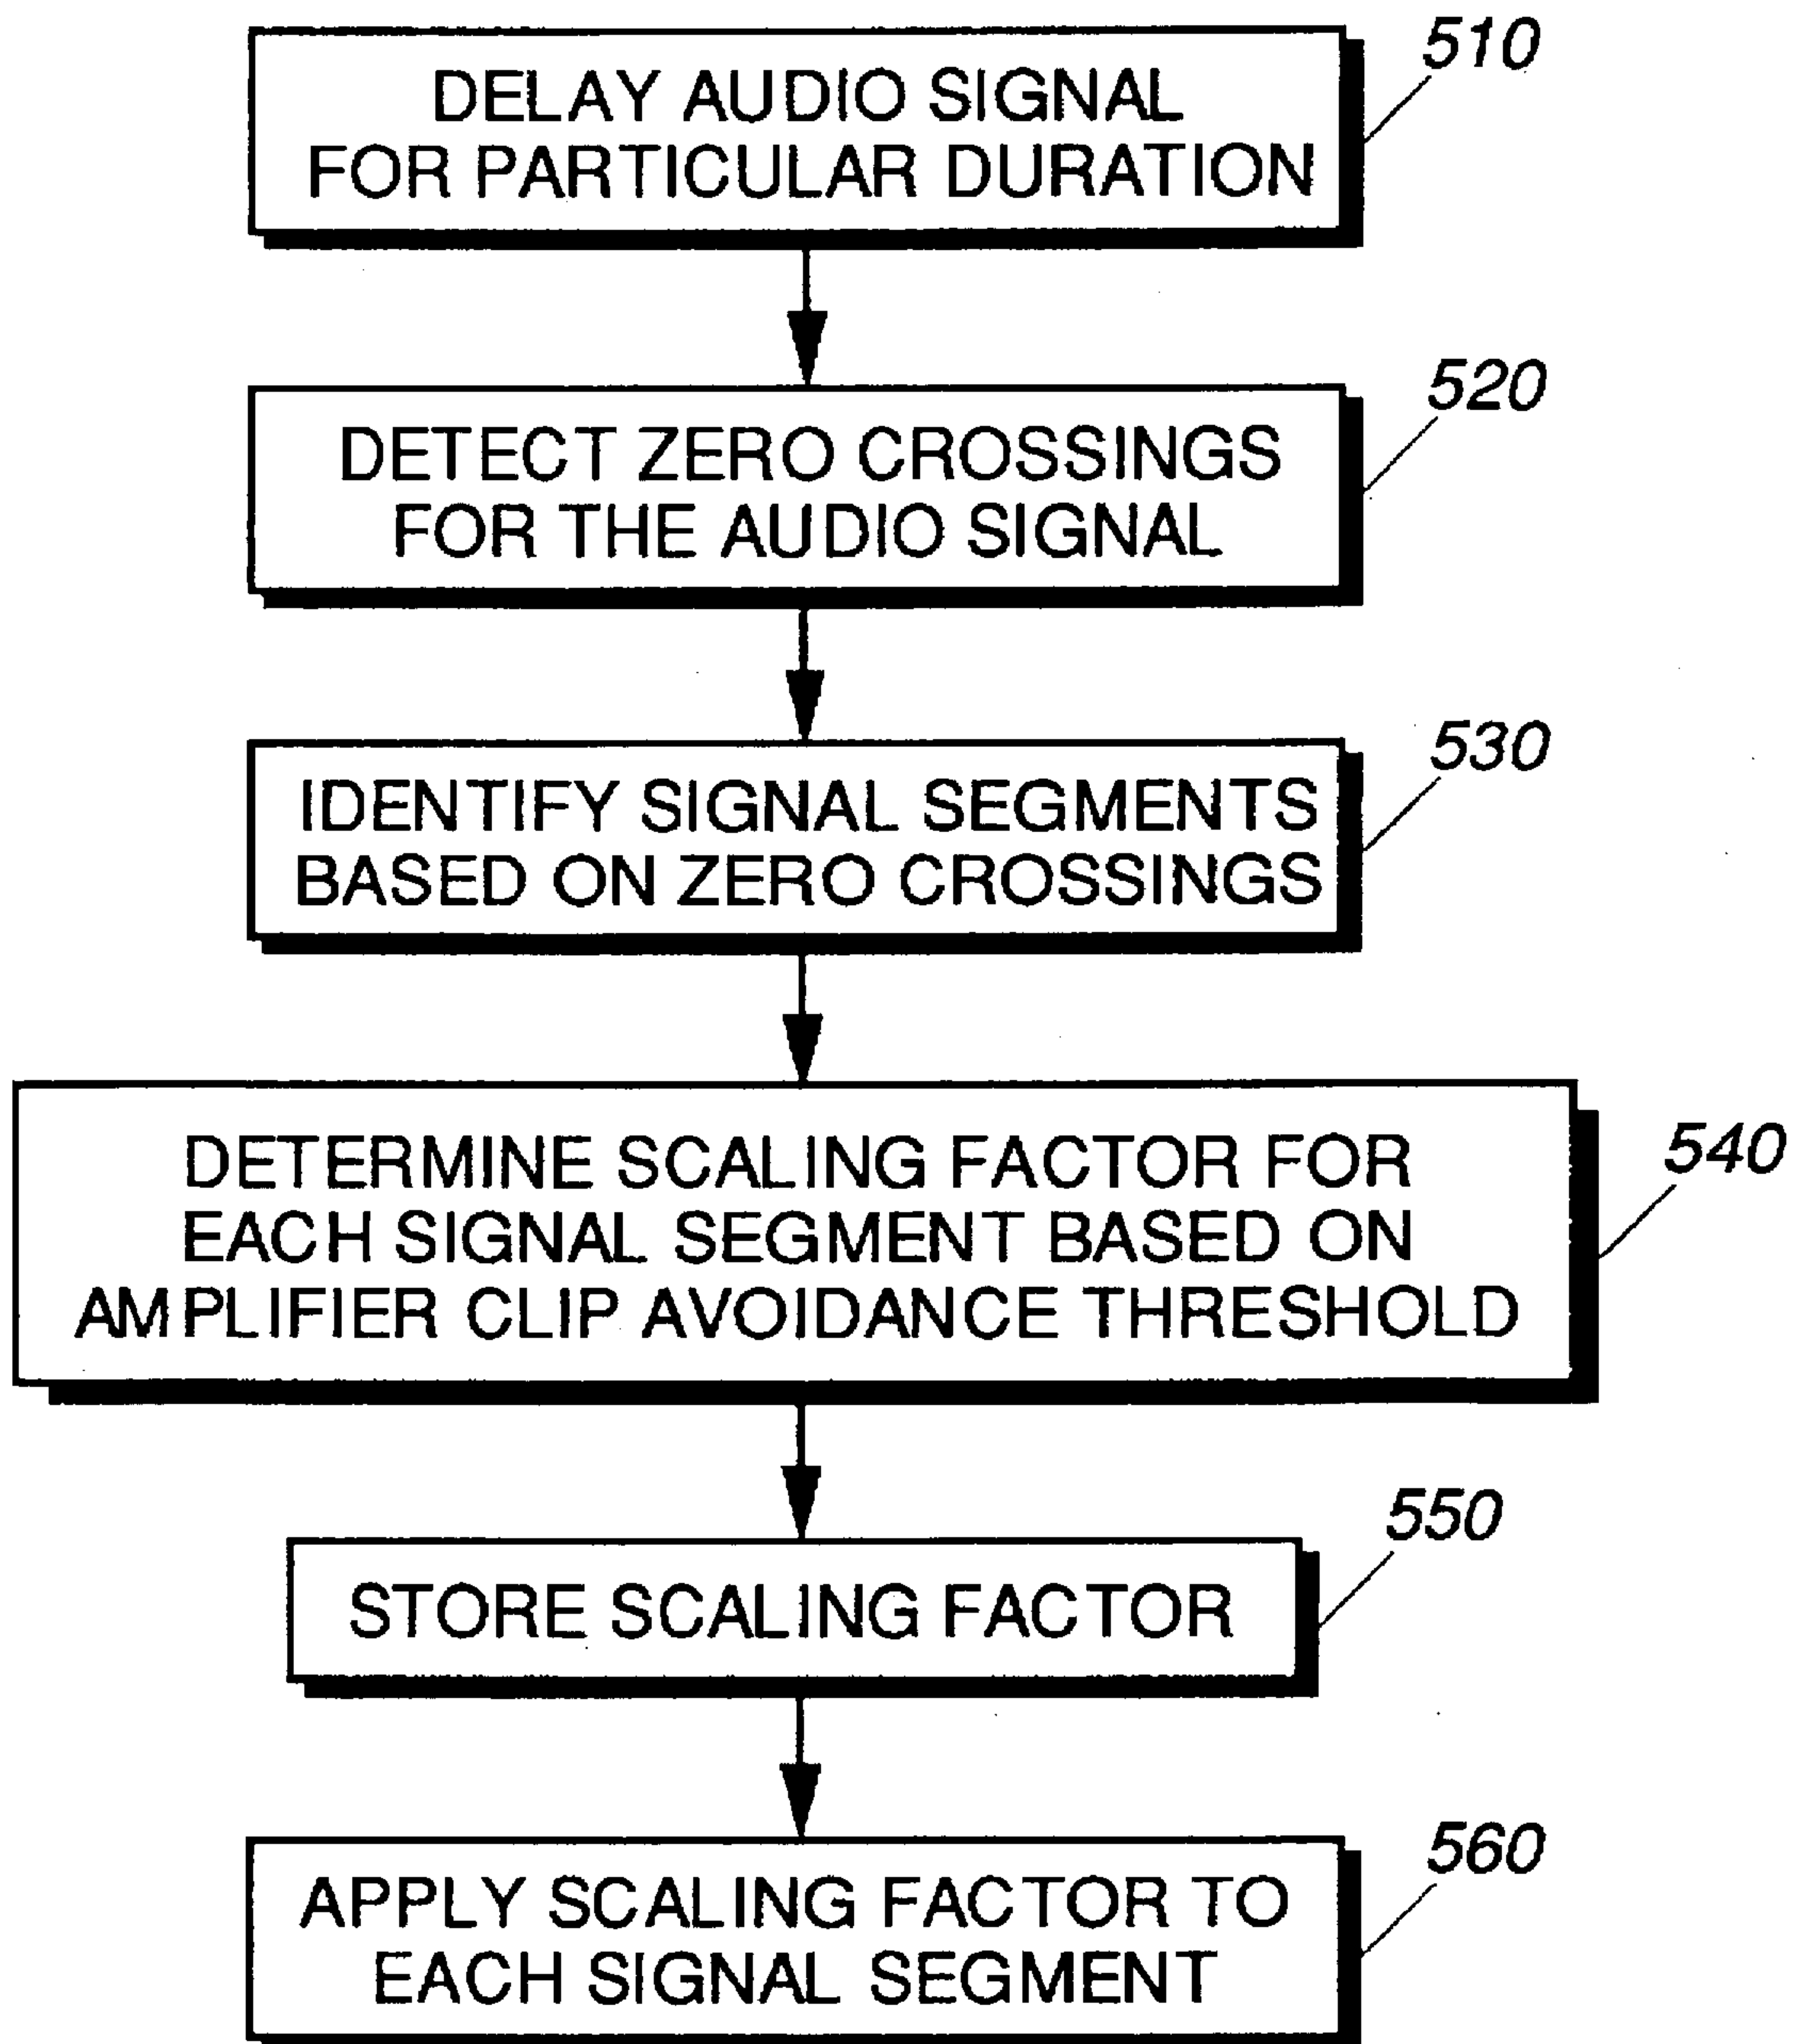 510
DELAY AUDIO SIGNAL
FOR PARTICULAR DURATION
520
DETECT ZERO CROSSINGS
FOR THE AUDIO SIGNAL
530
IDENTIFY SIGNAL SEGMENTS
BASED ON ZERO CROSSINGS
540
DETERMINE SCALING FACTOR FOR
EACH SIGNAL SEGMENT BASED ON
AMPLIFIER CLIP AVOIDANCE THRESHOLD
550
STORE SCALING FACTOR
560
APPLY SCALING FACTOR TO
EACH SIGNAL SEGMENT